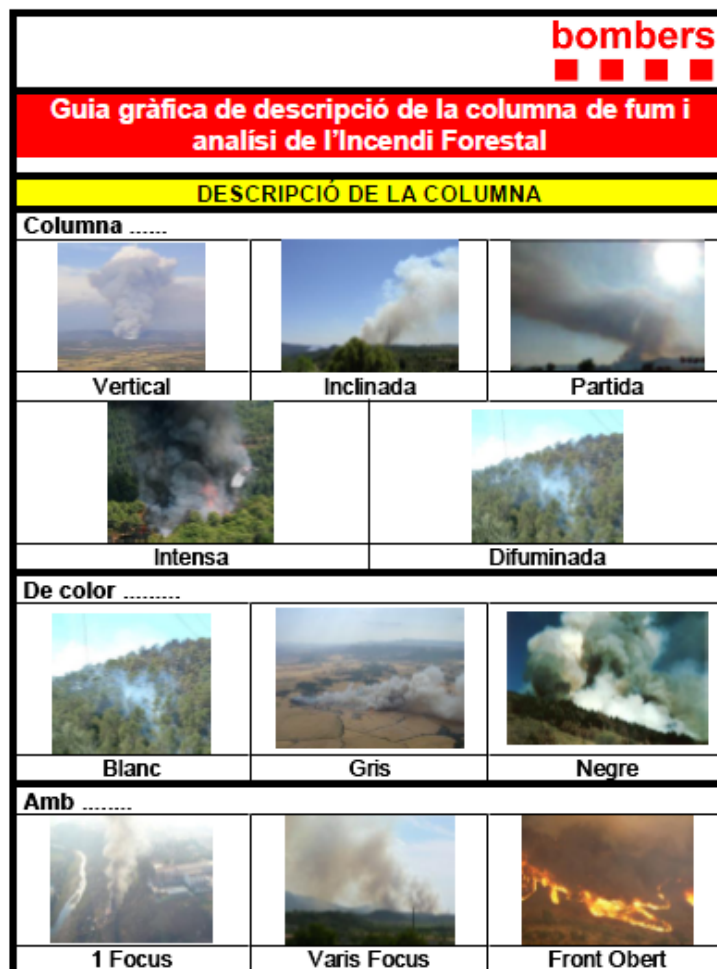 bombers
Guia gràfica de descripció de la columna de fum i
analísi de l'Incendi Forestal
DESCRIPCIÓ DE LA COLUMNA
Columna ......
Vertical Inclinada Partida
Intensa Difuminada
De color .........
Blanc Gris Negre
Amb ........
1 Focus Varis Focus Front Obert